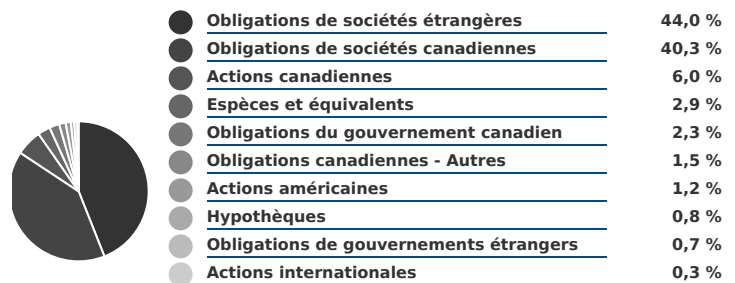 Obligations de sociétés étrangères 44,0 %
Obligations de sociétés canadiennes 40,3 %
Actions canadiennes 6,0 %
Espèces et équivalents 2,9 %
Obligations du gouvernement canadien 2,3 %
Obligations canadiennes - Autres 1,5 %
Actions américaines 1,2 %
Hypothèques 0,8 %
Obligations de gouvernements étrangers 0,7 %
Actions internationales 0,3 %